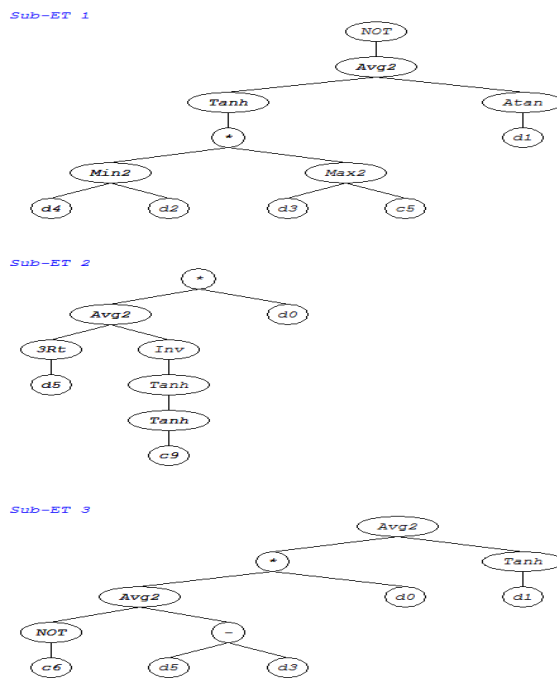 Sub-ET 1
NOT
Avg2
Tanh Atan
* d1
Min2 Max2
d4 d2 d3 c5
Sub-ET 2
*
Avg2 d0
3Rt Inv
d5 Tanh
Tanh
c9
Sub-ET 3
Avg2
* Tanh
Avg2 d0 d1
NOT -
c6 d5 d3